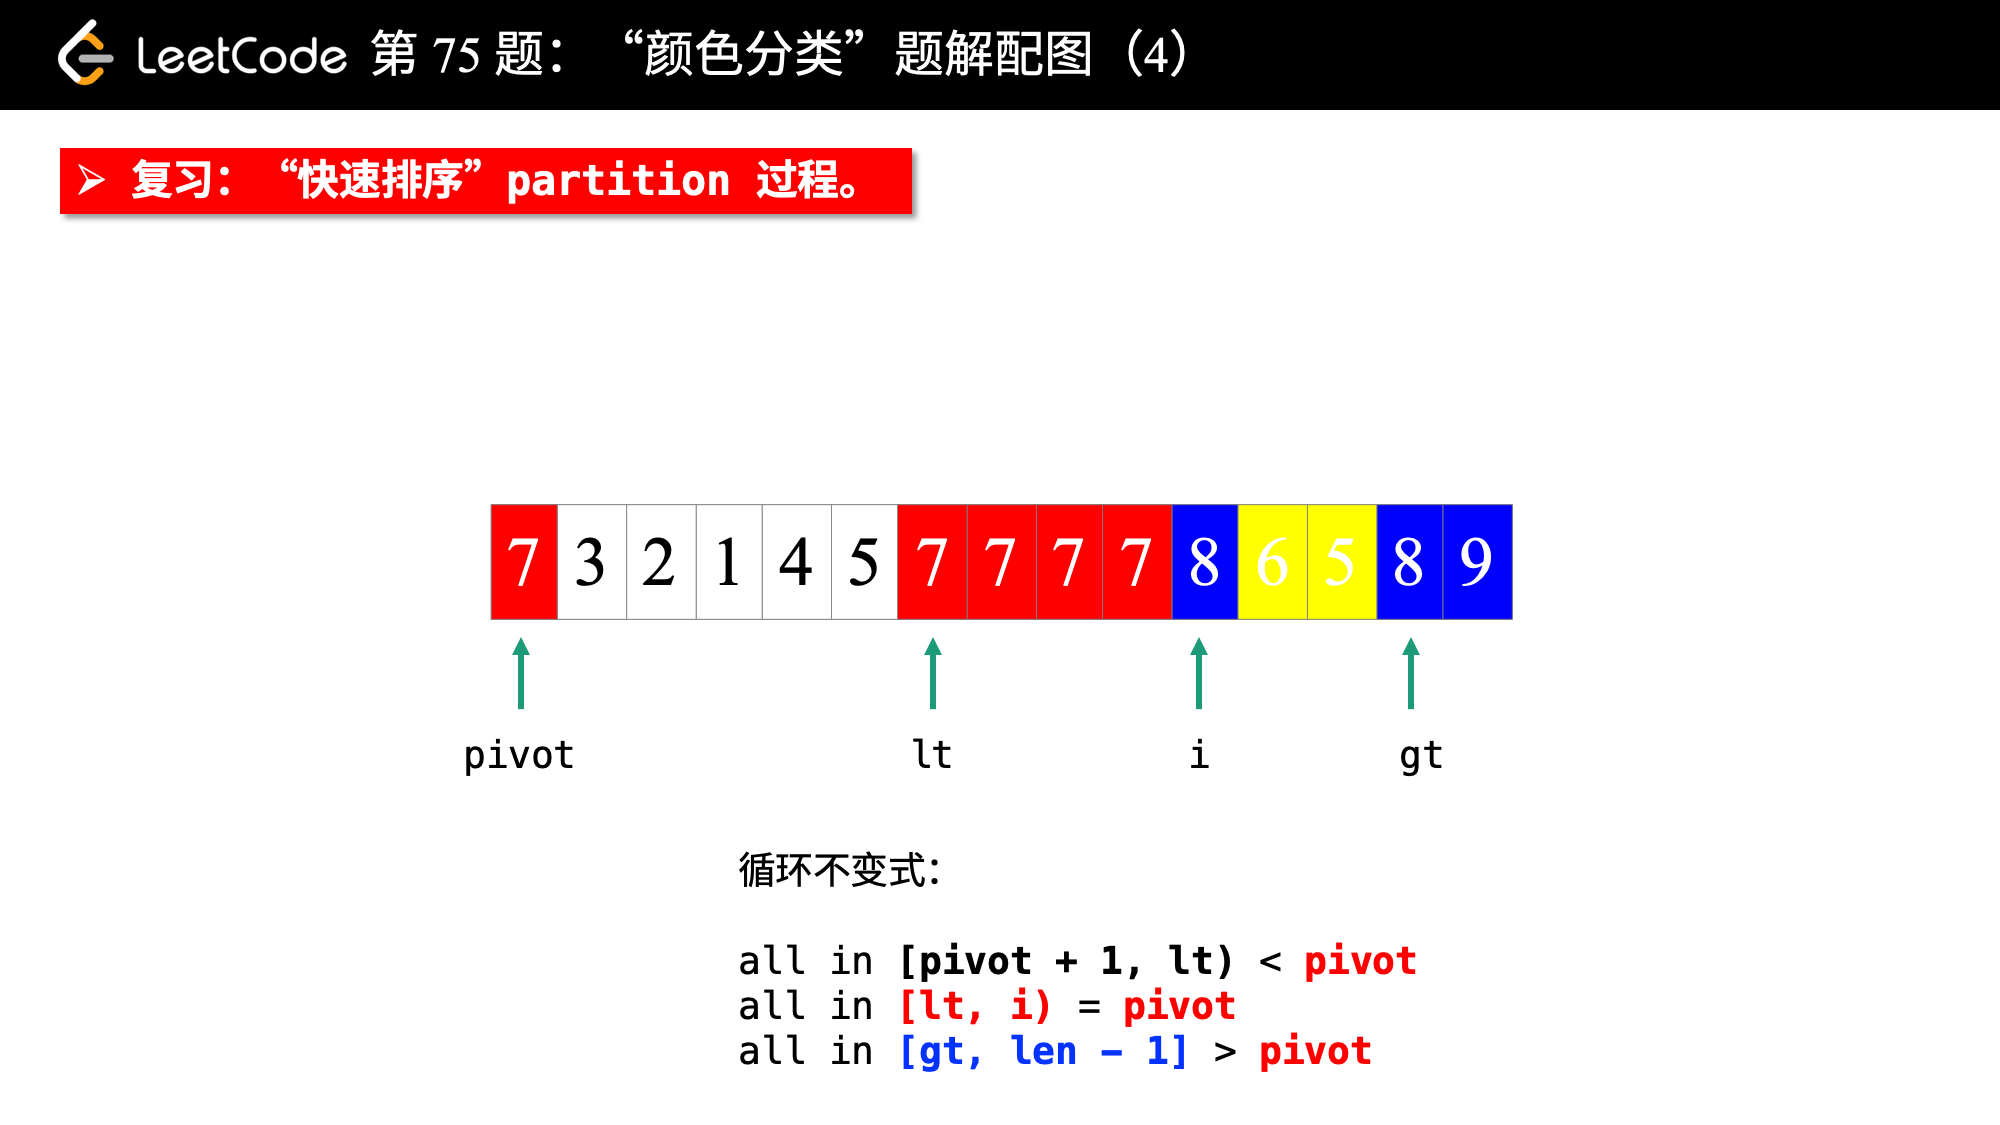 LeetCode 第 75 题：“颜色分类”题解配图（4）
➢ 复习：“快速排序”partition 过程。
7 3 2 1 4 5 7 7 7 7 8 6 5 8 9
pivot lt i gt
循环不变式：
all in [pivot + 1, lt) < pivot
all in [lt, i) = pivot
all in [gt, len - 1] > pivot